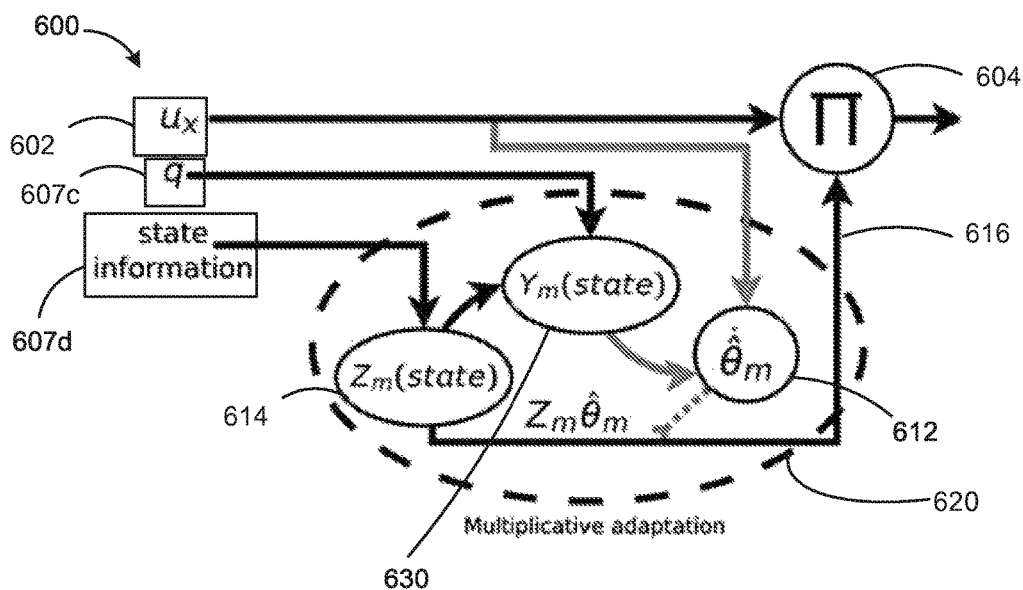 600
602
u_x
604
∏
607c
q
state
information
607d
616
Y_m(state)
Z_m(state)
θ̂̇_m
614
Z_mθ̂_m
612
620
Multiplicative adaptation
630